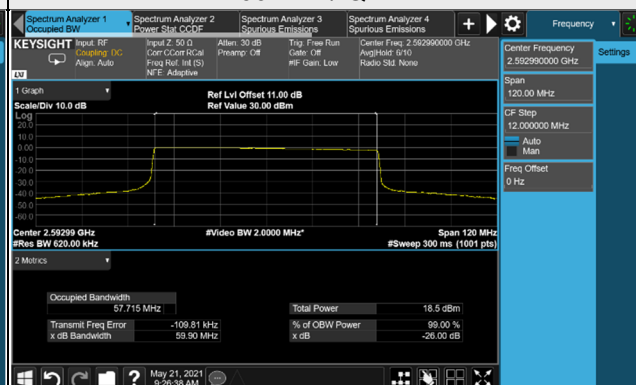 Spectrum Analyzer 1
Occupied BW
Spectrum Analyzer 2
Power Stat CCDF
Spectrum Analyzer 3
Spurious Emissions
Spectrum Analyzer 4
Spurious Emissions
Frequency
KEYSIGHT
Input: RF
Coupling: DC
Align: Auto
Input Z: 50 Ω
Corr CCorr RCal
Freq Ref: Int (S)
NFE: Adaptive
Atten: 30 dB
Preamp: Off
Trig: Free Run
Gate: Off
#IF Gain: Low
Center Freq: 2.592990000 GHz
Avg|Hold: 6/10
Radio Std: None
LXI
1 Graph
Scale/Div 10.0 dB
Ref Lvl Offset 11.00 dB
Ref Value 30.00 dBm
Log
20.0
10.0
0.00
-10.0
-20.0
-30.0
-40.0
-50.0
-60.0
Center 2.59299 GHz
#Res BW 620.00 kHz
#Video BW 2.0000 MHz*
Span 120 MHz
#Sweep 300 ms (1001 pts)
2 Metrics
Occupied Bandwidth
57.715 MHz
Total Power 18.5 dBm
Transmit Freq Error -109.81 kHz
% of OBW Power 99.00 %
x dB Bandwidth 59.90 MHz
x dB -26.00 dB
May 21, 2021
9:26:38 AM
Center Frequency
2.592990000 GHz
Span
120.00 MHz
CF Step
12.000000 MHz
Auto
Man
Freq Offset
0 Hz
Settings